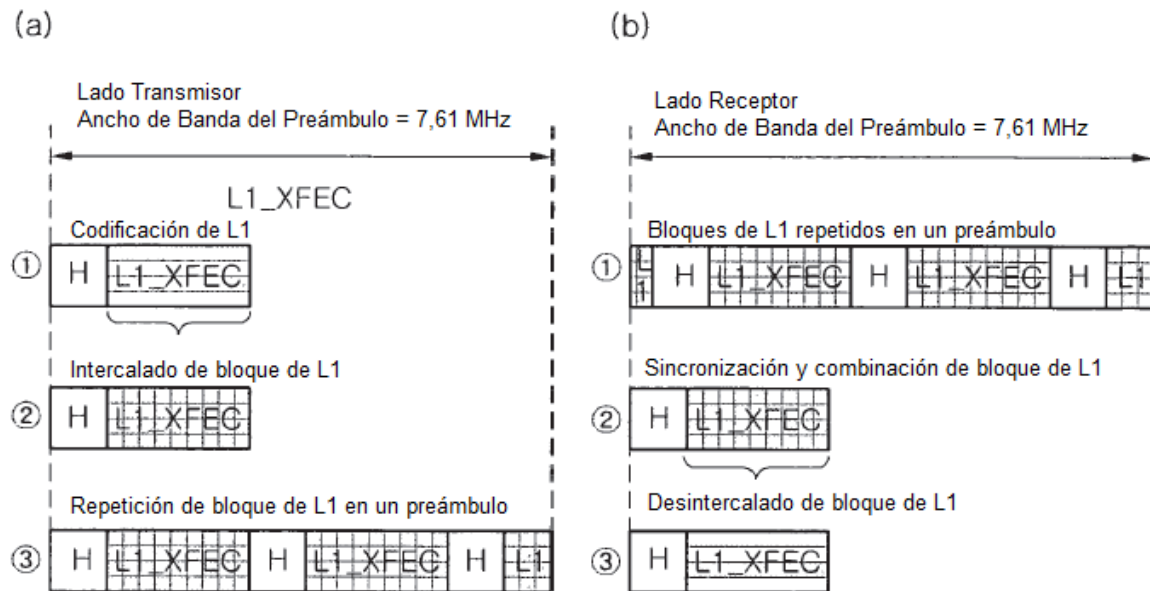 (a)
Lado Transmisor
Ancho de Banda del Preámbulo = 7,61 MHz
L1_XFEC
Codificación de L1
① H L1_XFEC
Intercalado de bloque de L1
② H L1_XFEC
Repetición de bloque de L1 en un preámbulo
③ H L1_XFEC H L1_XFEC H L1
(b)
Lado Receptor
Ancho de Banda del Preámbulo = 7,61 MHz
Bloques de L1 repetidos en un preámbulo
① L1 H L1_XFEC H L1_XFEC H L1
Sincronización y combinación de bloque de L1
② H L1_XFEC
Desintercalado de bloque de L1
③ H L1_XFEC